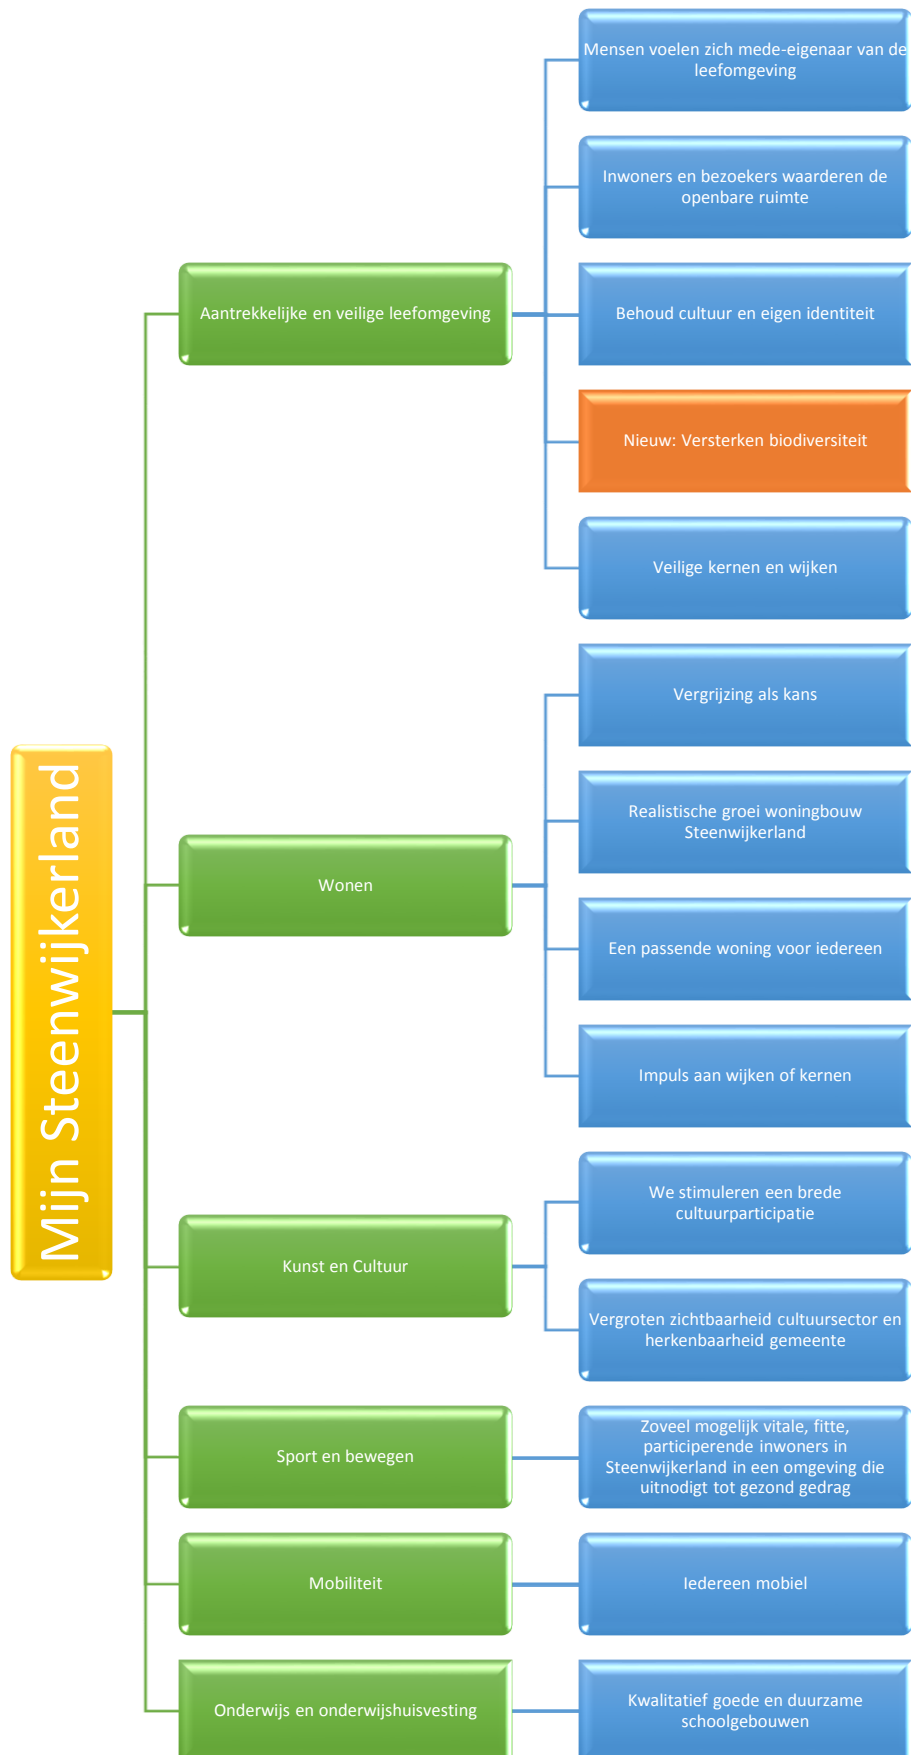 Mijn Steenwijkerland
Aantrekkelijke en veilige leefomgeving
Mensen voelen zich mede-eigenaar van de
leefomgeving
Inwoners en bezoekers waarderen de
openbare ruimte
Behoud cultuur en eigen identiteit
Nieuw: Versterken biodiversiteit
Veilige kernen en wijken
Wonen
Vergrijzing als kans
Realistische groei woningbouw
Steenwijkerland
Een passende woning voor iedereen
Impuls aan wijken of kernen
Kunst en Cultuur
We stimuleren een brede
cultuurparticipatie
Vergroten zichtbaarheid cultuursector en
herkenbaarheid gemeente
Sport en bewegen
Zoveel mogelijk vitale, fitte,
participerende inwoners in
Steenwijkerland in een omgeving die
uitnodigt tot gezond gedrag
Mobiliteit
Iedereen mobiel
Onderwijs en onderwijshuisvesting
Kwalitatief goede en duurzame
schoolgebouwen